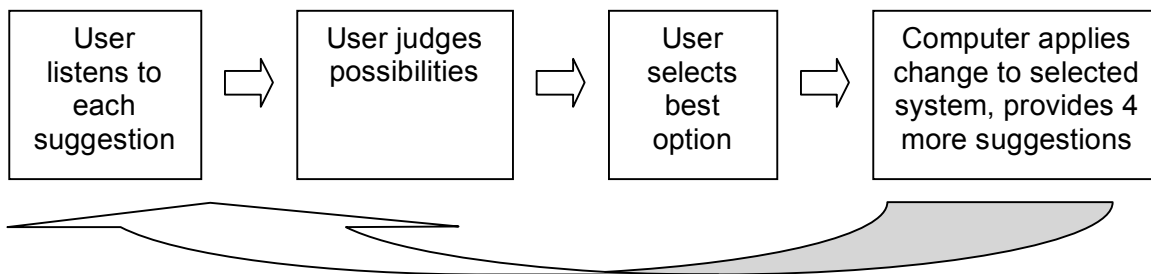 User
listens to
each
suggestion
User judges
possibilities
User
selects
best
option
Computer applies
change to selected
system, provides 4
more suggestions